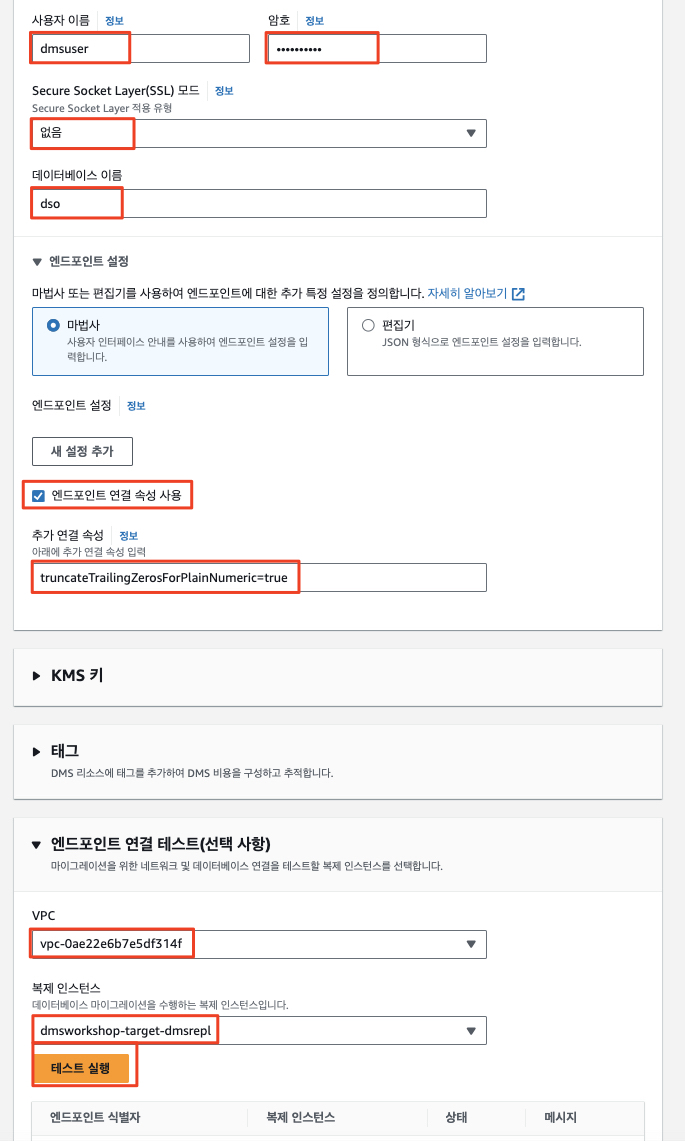 사용자 이름 정보 암호 정보
dmsuser ••••••••••
Secure Socket Layer(SSL) 모드 정보
Secure Socket Layer 적용 유형
없음
데이터베이스 이름
dso
엔드포인트 설정
마법사 또는 편집기를 사용하여 엔드포인트에 대한 추가 특정 설정을 정의합니다. 자세히 알아보기
마법사 편집기
사용자 인터페이스 안내를 사용하여 엔드포인트 설정을 입 JSON 형식으로 엔드포인트 설정을 입력합니다.
력합니다.
엔드포인트 설정 정보
새 설정 추가
엔드포인트 연결 속성 사용
추가 연결 속성 정보
아래에 추가 연결 속성 입력
truncateTrailingZerosForPlainNumeric=true
KMS 키
태그
DMS 리소스에 태그를 추가하여 DMS 비용을 구성하고 추적합니다.
엔드포인트 연결 테스트(선택 사항)
마이그레이션을 위한 네트워크 및 데이터베이스 연결을 테스트할 복제 인스턴스를 선택합니다.
VPC
vpc-0ae22e6b7e5df314f
복제 인스턴스
데이터베이스 마이그레이션을 수행하는 복제 인스턴스입니다.
dmsworkshop-target-dmsrepl
테스트 실행
엔드포인트 식별자 복제 인스턴스 상태 메시지